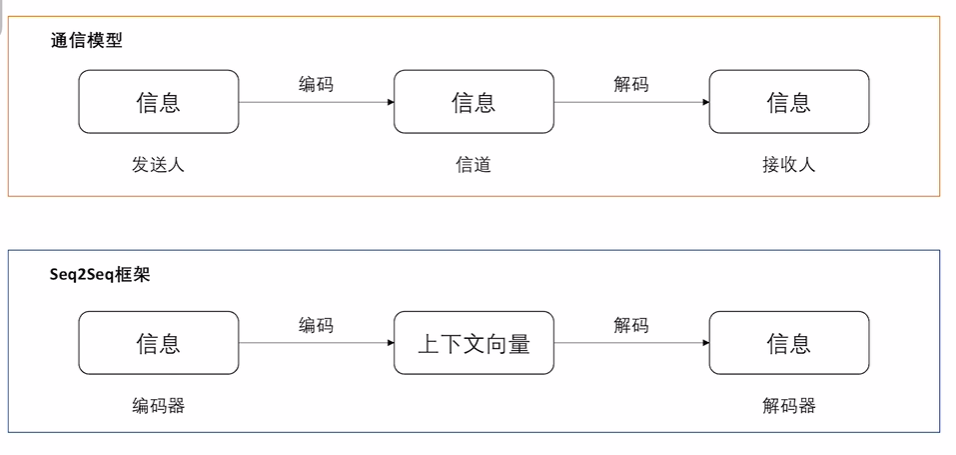 通信模型
编码
解码
信息
信息
信息
发送人
信道
接收人
Seq2Seq框架
编码
解码
信息
上下文向量
信息
编码器
解码器